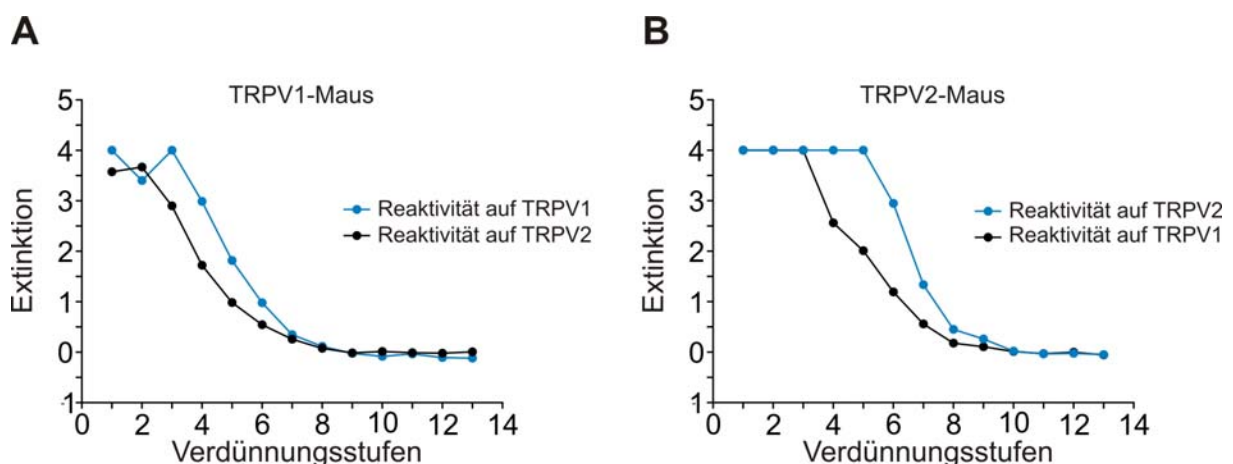 A
TRPV1-Maus
5
4
3
2
1
0
-1
Extinktion
Reaktivität auf TRPV1
Reaktivität auf TRPV2
0 2 4 6 8 10 12 14
Verdünnungsstufen
B
TRPV2-Maus
5
4
3
2
1
0
-1
Extinktion
Reaktivität auf TRPV2
Reaktivität auf TRPV1
0 2 4 6 8 10 12 14
Verdünnungsstufen